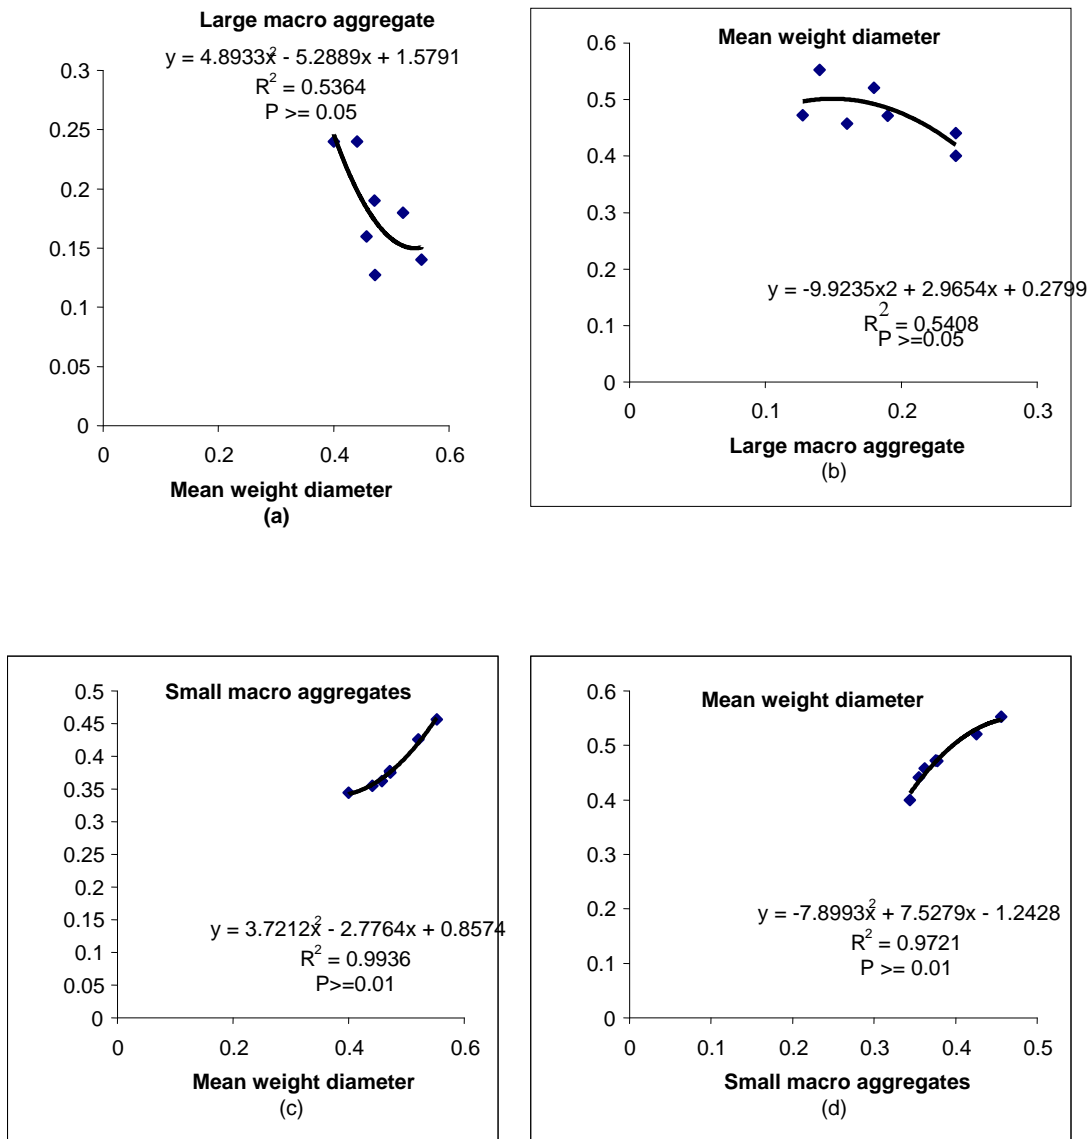 Large macro aggregate
y = 4.8933x² - 5.2889x + 1.5791
R² = 0.5364
P >= 0.05
0.3
0.25
0.2
0.15
0.1
0.05
0
0 0.2 0.4 0.6
Mean weight diameter
(a)
Mean weight diameter
0.6
0.5
0.4
0.3
0.2
0.1
0
y = -9.9235x2 + 2.9654x + 0.2799
R² = 0.5408
P >=0.05
0 0.1 0.2 0.3
Large macro aggregate
(b)
Small macro aggregates
0.5
0.45
0.4
0.35
0.3
0.25
0.2
0.15
0.1
0.05
0
y = 3.7212x² - 2.7764x + 0.8574
R² = 0.9936
P>=0.01
0 0.2 0.4 0.6
Mean weight diameter
(c)
Mean weight diameter
0.6
0.5
0.4
0.3
0.2
0.1
0
y = -7.8993x² + 7.5279x - 1.2428
R² = 0.9721
P >= 0.01
0 0.1 0.2 0.3 0.4 0.5
Small macro aggregates
(d)